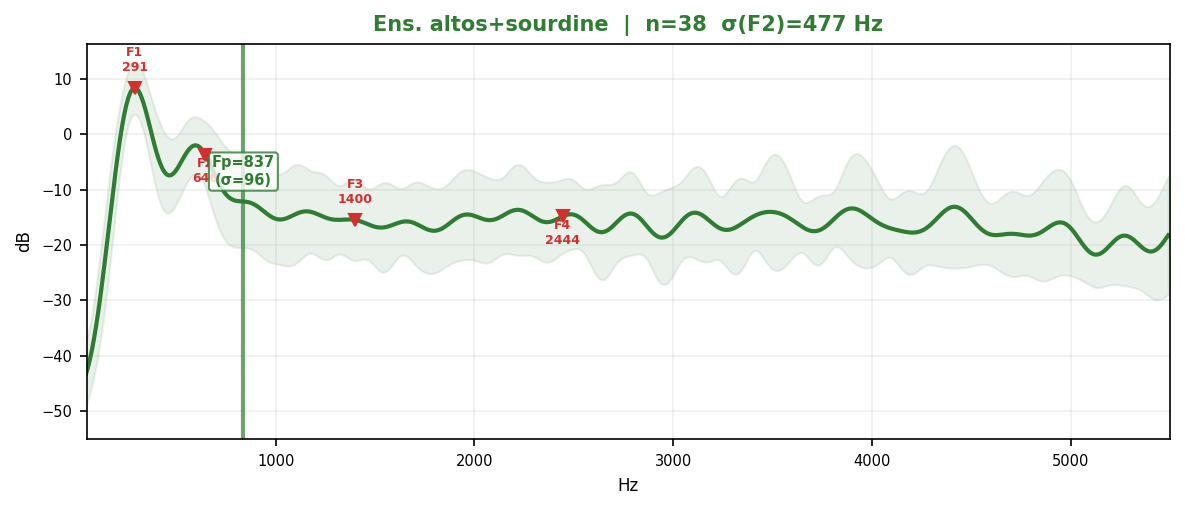 Ens. altos+sourdine | n=38 σ(F2)=477 Hz
F1
291
Fp=837
(σ=96)
F3
1400
F4
2444
dB
10
0
−10
−20
−30
−40
−50
1000
2000
3000
4000
5000
Hz